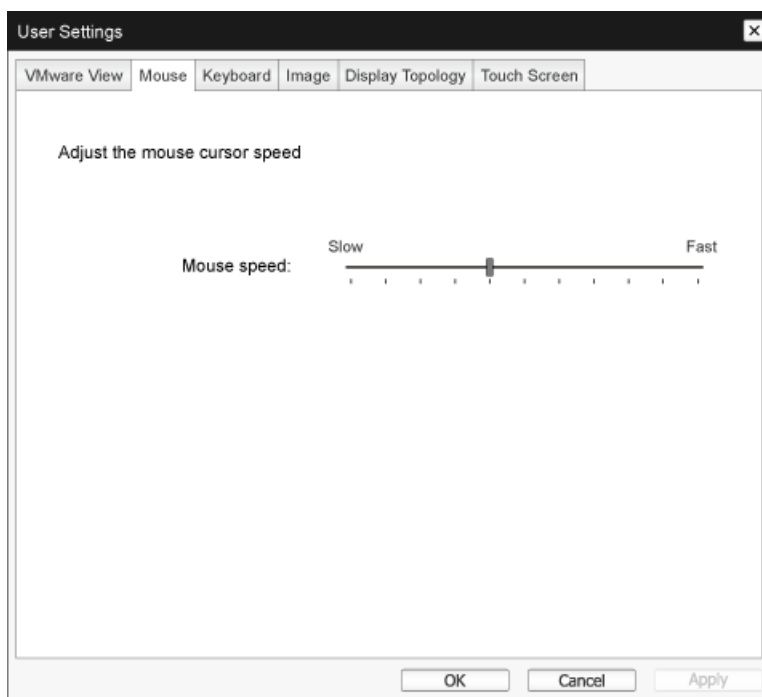 User Settings
VMware View Mouse Keyboard Image Display Topology Touch Screen
Adjust the mouse cursor speed
Slow Fast
Mouse speed:
OK Cancel Apply